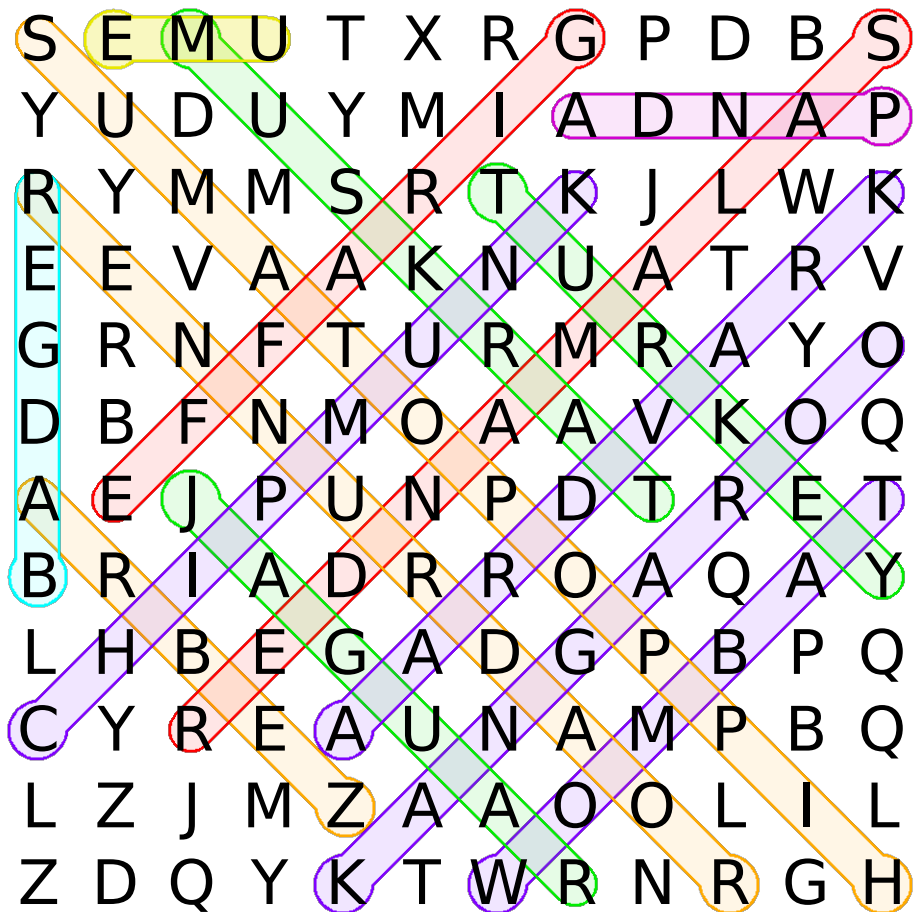 S E M U T X R G P D B S
Y U D U Y M I A D N A P
R Y M M S R T K J L W K
E E V A A K N U A T R V
G R N F T U R M R A Y O
D B F N M O A A V K O Q
A E J P U N P D T R E T
B R I A D R R O A Q A Y
L H B E G A D G P B P Q
C Y R E A U N A M P B Q
L Z J M Z A A O O L I L
Z D Q Y K T W R N R G H